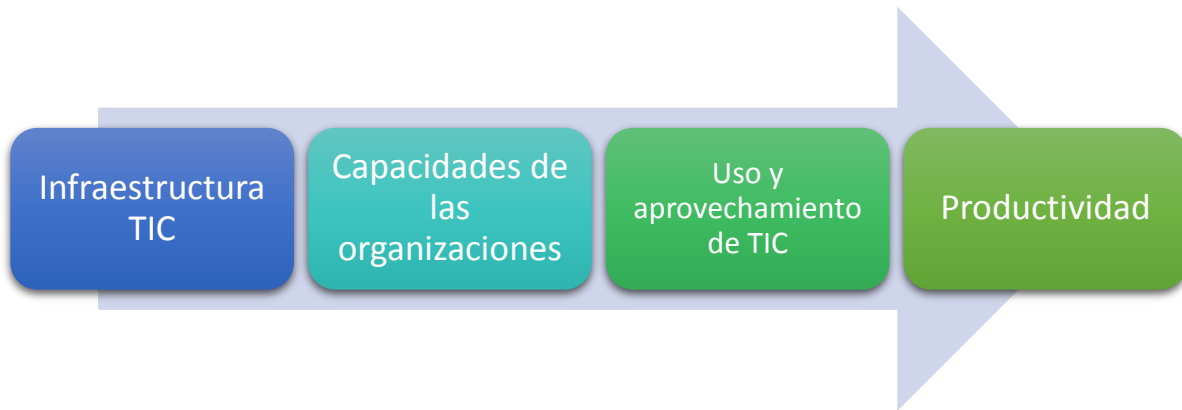 Infraestructura
TIC
Capacidades de
las
organizaciones
Uso y
aprovechamiento
de TIC
Productividad